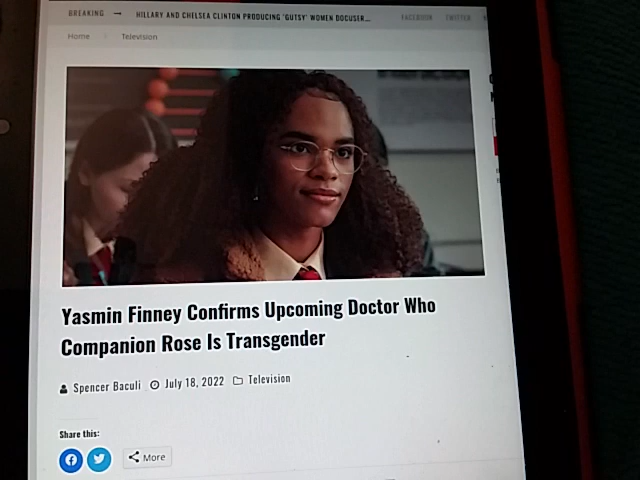 BREAKING
HILLARY AND CHELSEA CLINTON PRODUCING 'GUTSY' WOMEN DOCUSER...
FACEBOOK TWITTER
Home Television
Yasmin Finney Confirms Upcoming Doctor Who
Companion Rose Is Transgender
Spencer Baculi July 18, 2022 Television
Share this:
More